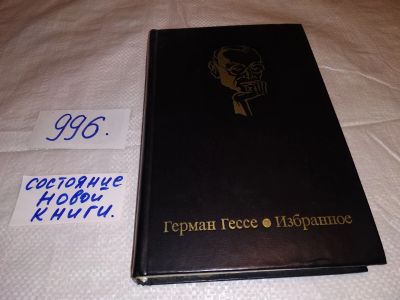 996.
состояние
новой
книги.
Герман Гессе • Избранное